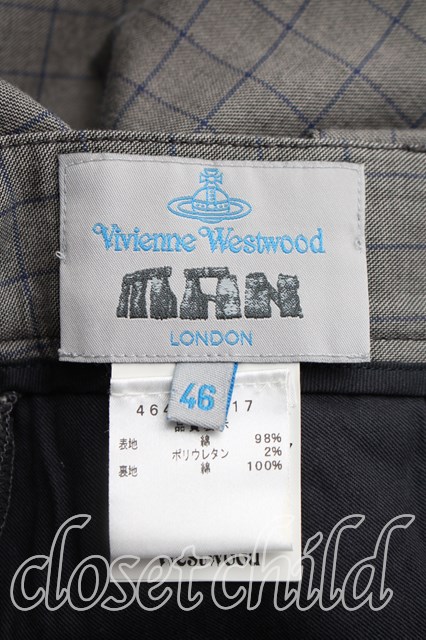 Vivienne Westwood
MAN
LONDON
46
464 17
表地 綿 98%
ポリウレタン 2%
裏地 綿 100%
Westwood
closet child